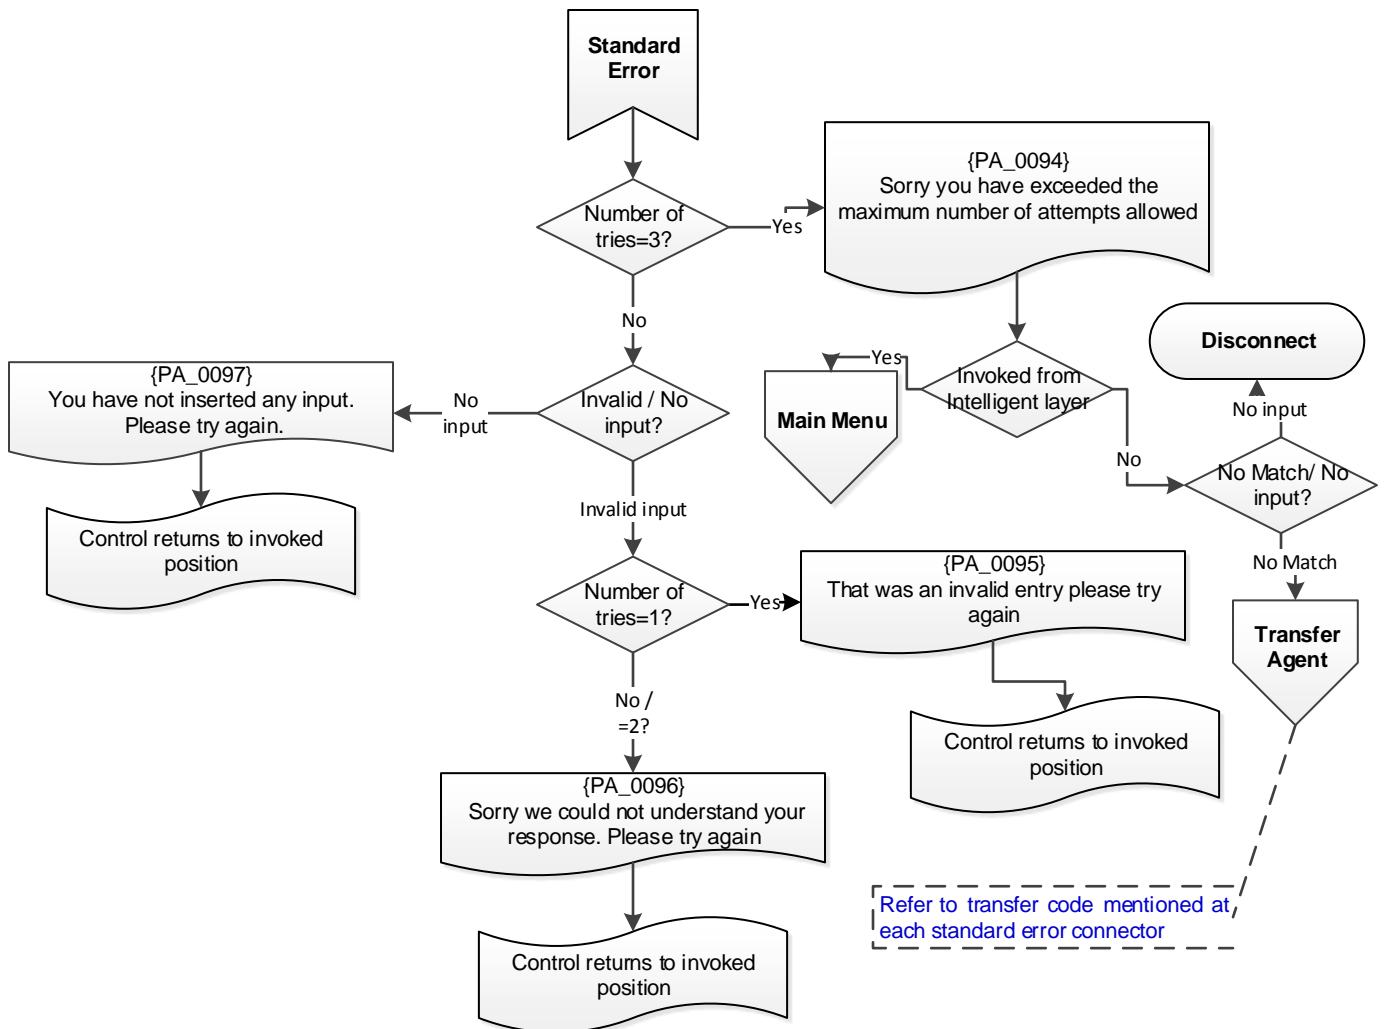 Standard
Error
{PA_0094}
Sorry you have exceeded the
maximum number of attempts allowed
Number of
tries=3?
Yes
No
Disconnect
{PA_0097}
You have not inserted any input.
Please try again.
No
input
Invalid / No
input?
Yes
Main Menu
Invoked from
Intelligent layer
No
No input
No Match/ No
input?
Control returns to invoked
position
Invalid input
No Match
Number of
tries=1?
Yes
{PA_0095}
That was an invalid entry please try
again
Transfer
Agent
No /
=2?
Control returns to invoked
position
{PA_0096}
Sorry we could not understand your
response. Please try again
Refer to transfer code mentioned at
each standard error connector
Control returns to invoked
position